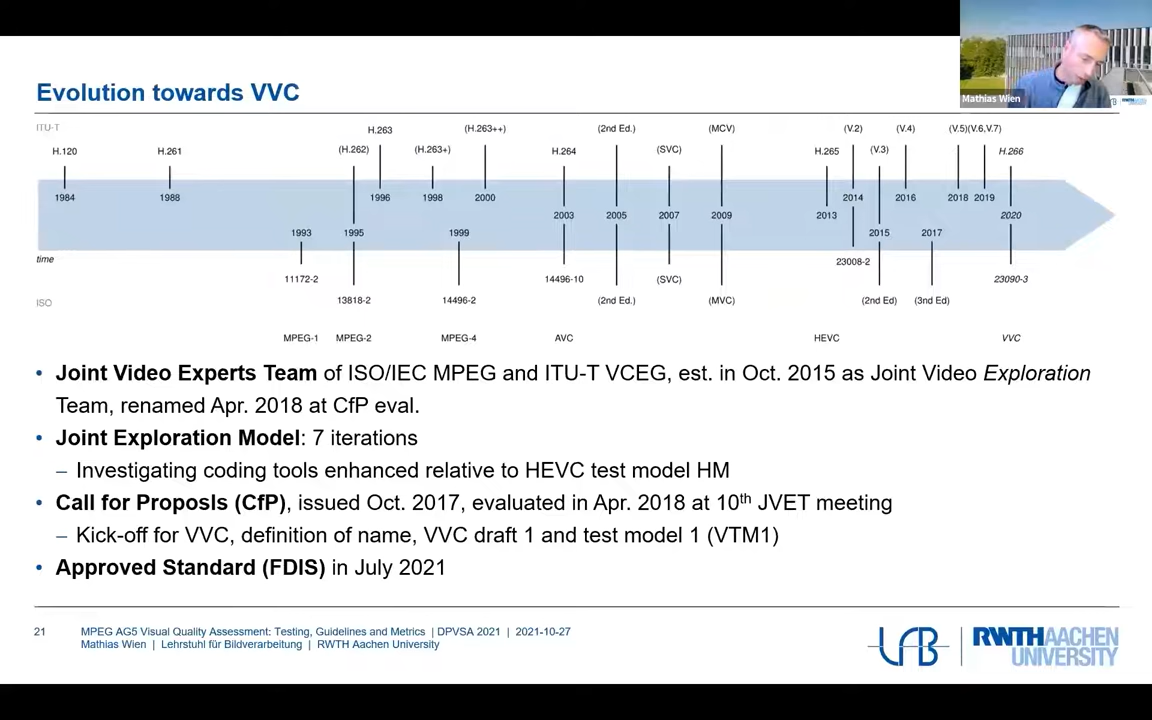 Mathias Wien
Evolution towards VVC
ITU-T
H.263 (H.263++) (2nd Ed.) (MCV) (V.2) (V.4) (V.5)(V.6,V.7)
H.120 H.261 (H.262) (H.263+) H.264 (SVC) H.265 (V.3) H.266
1984 1988 1996 1998 2000 2014 2016 2018 2019
2003 2005 2007 2009 2013 2020
1993 1995 1999 2015 2017
time
23008-2
11172-2 14496-10 (SVC) 23090-3
ISO
13818-2 14496-2 (2nd Ed.) (MVC) (2nd Ed) (3nd Ed)
MPEG-1 MPEG-2 MPEG-4 AVC HEVC VVC
• Joint Video Experts Team of ISO/IEC MPEG and ITU-T VCEG, est. in Oct. 2015 as Joint Video Exploration
Team, renamed Apr. 2018 at CfP eval.
• Joint Exploration Model: 7 iterations
– Investigating coding tools enhanced relative to HEVC test model HM
• Call for Proposls (CfP), issued Oct. 2017, evaluated in Apr. 2018 at 10th JVET meeting
– Kick-off for VVC, definition of name, VVC draft 1 and test model 1 (VTM1)
• Approved Standard (FDIS) in July 2021
21
MPEG AG5 Visual Quality Assessment: Testing, Guidelines and Metrics | DPVSA 2021 | 2021-10-27
Mathias Wien | Lehrstuhl für Bildverarbeitung | RWTH Aachen University
LFB
RWTHAACHEN
UNIVERSITY